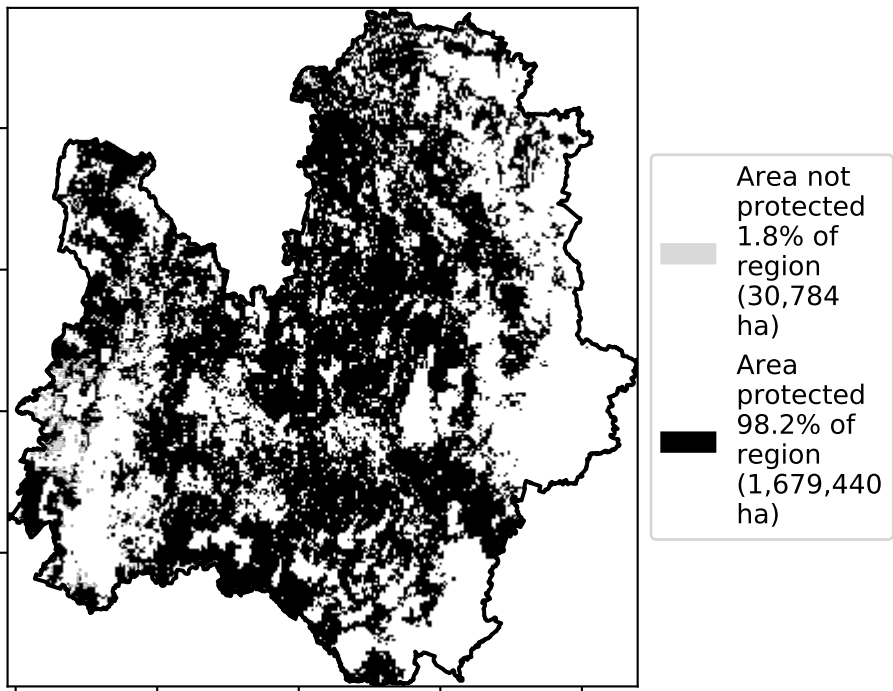 Area not
protected
1.8% of
region
(30,784
ha)
Area
protected
98.2% of
region
(1,679,440
ha)